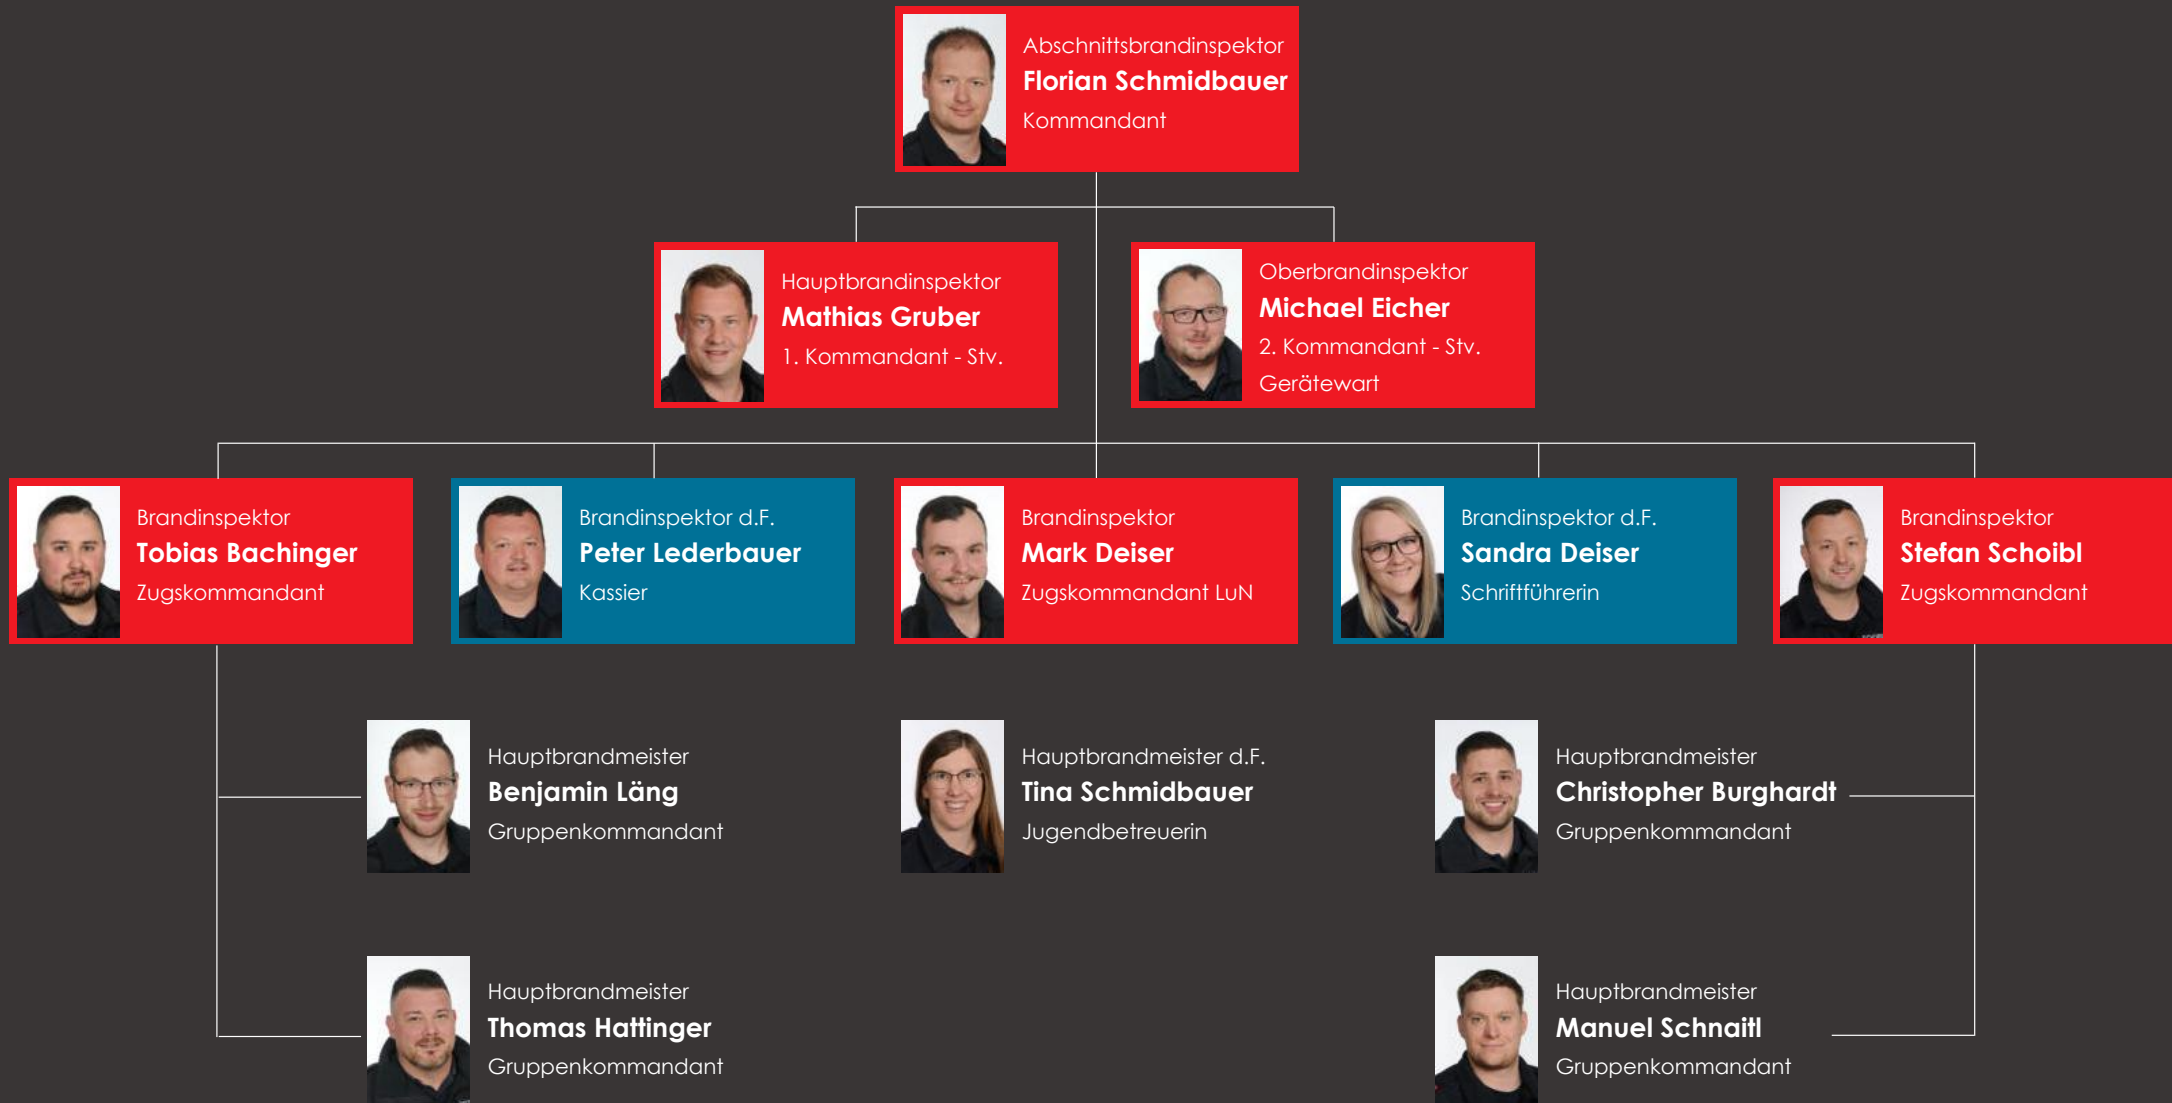 Abschnittsbrandinspektor
Florian Schmidbauer
Kommandant
Hauptbrandinspektor
Mathias Gruber
1. Kommandant - Stv.
Oberbrandinspektor
Michael Eicher
2. Kommandant - Stv.
Gerätewart
Brandinspektor
Tobias Bachinger
Zugskommandant
Brandinspektor d.F.
Peter Lederbauer
Kassier
Brandinspektor
Mark Deiser
Zugskommandant LuN
Brandinspektor d.F.
Sandra Deiser
Schriftführerin
Brandinspektor
Stefan Schoibl
Zugskommandant
Hauptbrandmeister
Benjamin Läng
Gruppenkommandant
Hauptbrandmeister d.F.
Tina Schmidbauer
Jugendbetreuerin
Hauptbrandmeister
Christopher Burghardt
Gruppenkommandant
Hauptbrandmeister
Thomas Hattinger
Gruppenkommandant
Hauptbrandmeister
Manuel Schnaitl
Gruppenkommandant